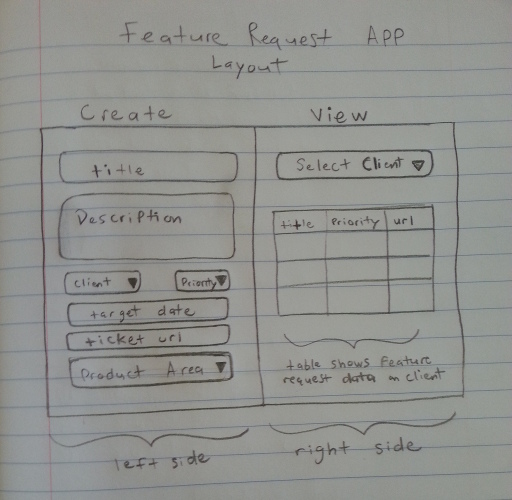 Feature Request APP
Layout
Create
title
Description
Client
Priority
target date
ticket url
Product Area
left side
View
Select Client
title Priority url
table shows feature
request data on client
right side